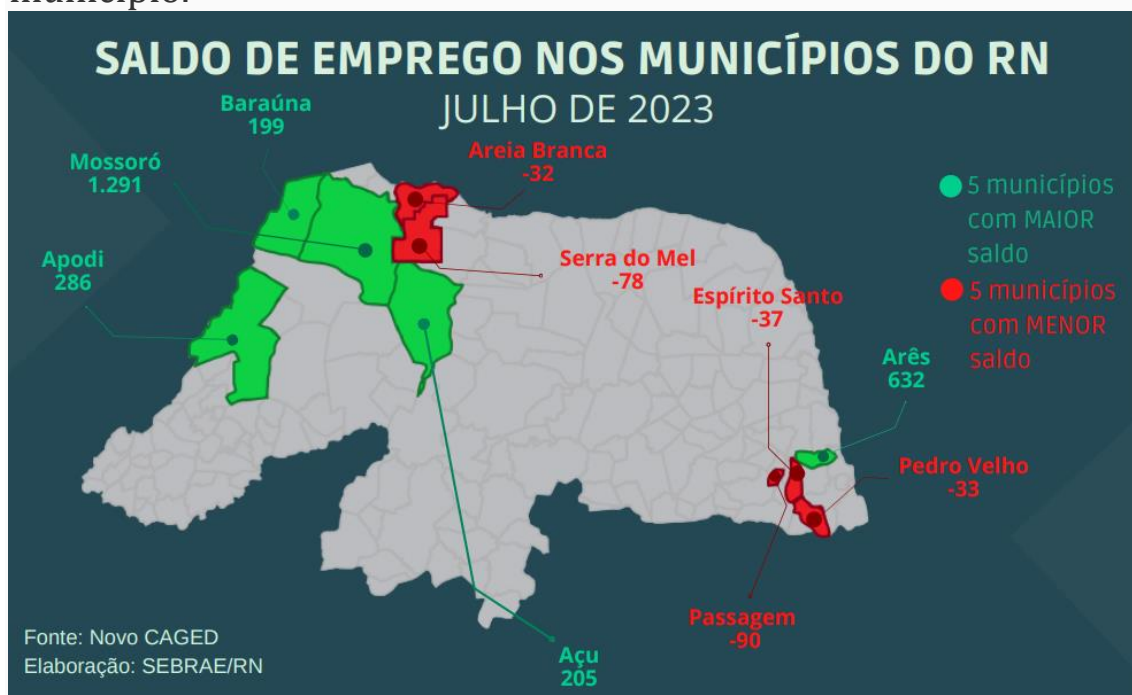 município.
SALDO DE EMPREGO NOS MUNICÍPIOS DO RN
JULHO DE 2023
Baraúna
199
Mossoró
1.291
Apodi
286
Areia Branca
-32
Serra do Mel
-78
Espírito Santo
-37
5 municípios
com MAIOR
saldo
5 municípios
com MENOR
saldo
Arês
632
Pedro Velho
-33
Passagem
-90
Açu
205
Fonte: Novo CAGED
Elaboração: SEBRAE/RN